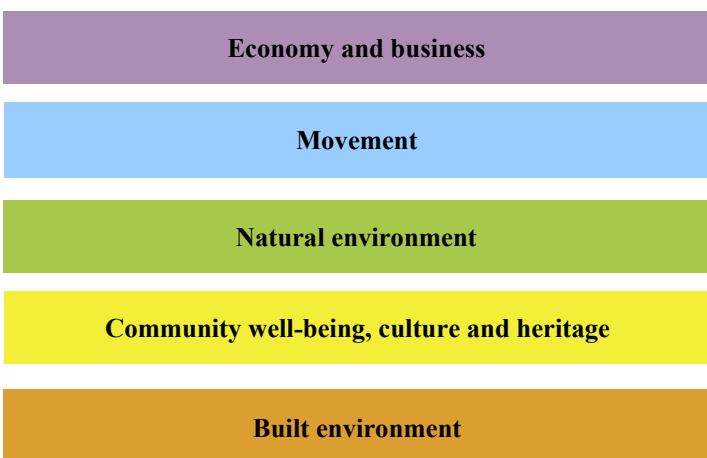 Economy and business
Movement
Natural environment
Community well-being, culture and heritage
Built environment